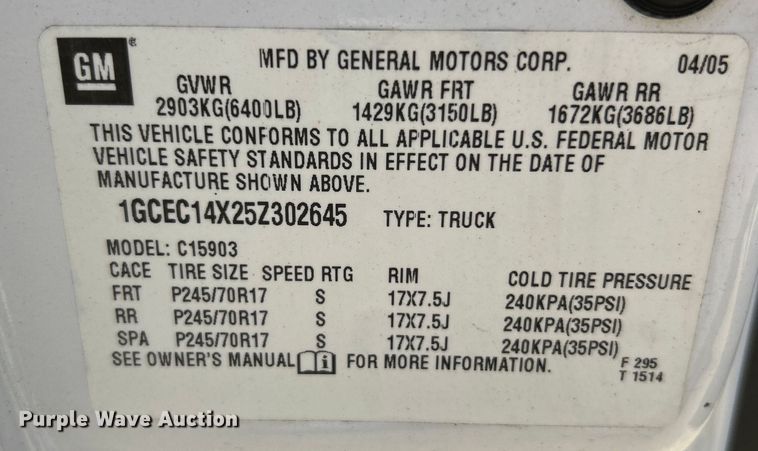 GM ® MFD BY GENERAL MOTORS CORP. 04/05
GVWR GAWR FRT GAWR RR
2903KG(6400LB) 1429KG(3150LB) 1672KG(3686LB)
THIS VEHICLE CONFORMS TO ALL APPLICABLE U.S. FEDERAL MOTOR
VEHICLE SAFETY STANDARDS IN EFFECT ON THE DATE OF
MANUFACTURE SHOWN ABOVE.
1GCEC14X25Z302645 TYPE: TRUCK
MODEL: C15903
CACE TIRE SIZE SPEED RTG RIM COLD TIRE PRESSURE
FRT P245/70R17 S 17X7.5J 240KPA(35PSI)
RR P245/70R17 S 17X7.5J 240KPA(35PSI)
SPA P245/70R17 S 17X7.5J 240KPA(35PSI)
SEE OWNER'S MANUAL i FOR MORE INFORMATION. F 295
T 1514
Purple Wave Auction